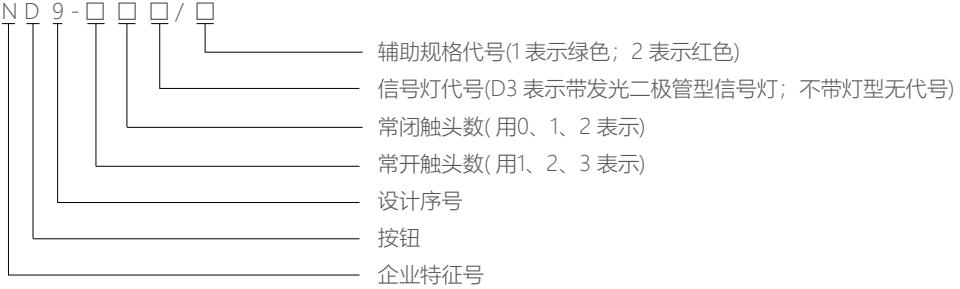 ND9-□□□/□
辅助规格代号(1表示绿色；2 表示红色)
信号灯代号(D3 表示带发光二极管型信号灯；不带灯型无代号)
常闭触头数( 用0、1、2 表示)
常开触头数( 用1、2、3 表示)
设计序号
按钮
企业特征号